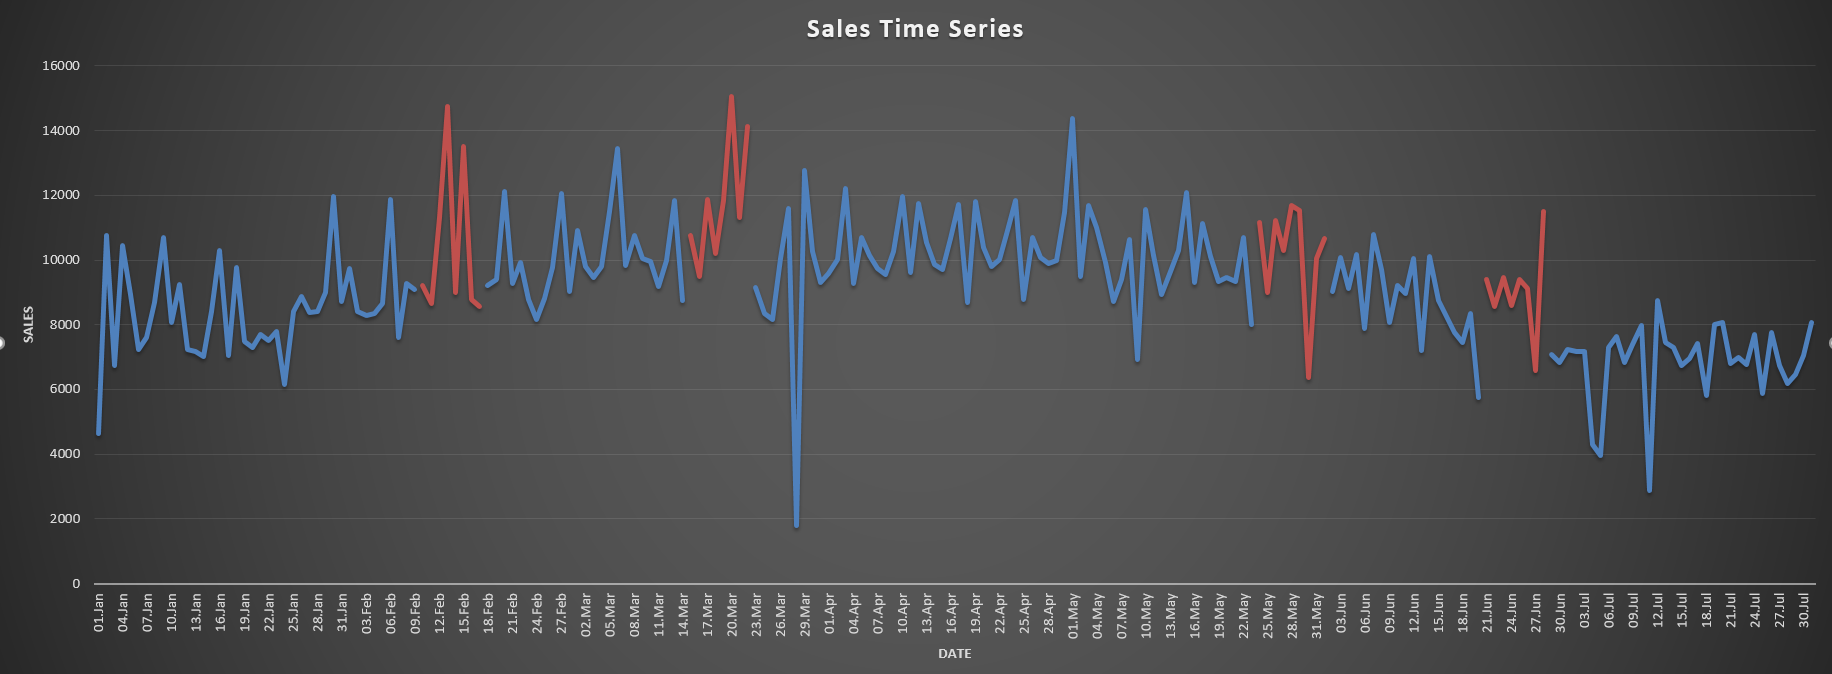 Sales Time Series
16000
14000
12000
10000
8000
6000
4000
2000
0
SALES
01.Jan 04.Jan 07.Jan 10.Jan 13.Jan 16.Jan 19.Jan 22.Jan 25.Jan 28.Jan 31.Jan 03.Feb 06.Feb 09.Feb 12.Feb 15.Feb 18.Feb 21.Feb 24.Feb 27.Feb 02.Mar 05.Mar 08.Mar 11.Mar 14.Mar 17.Mar 20.Mar 23.Mar 26.Mar 29.Mar 01.Apr 04.Apr 07.Apr 10.Apr 13.Apr 16.Apr 19.Apr 22.Apr 25.Apr 28.Apr 01.May 04.May 07.May 10.May 13.May 16.May 19.May 22.May 25.May 28.May 31.May 03.Jun 06.Jun 09.Jun 12.Jun 15.Jun 18.Jun 21.Jun 24.Jun 27.Jun 30.Jun 03.Jul 06.Jul 09.Jul 12.Jul 15.Jul 18.Jul 21.Jul 24.Jul 27.Jul 30.Jul
DATE